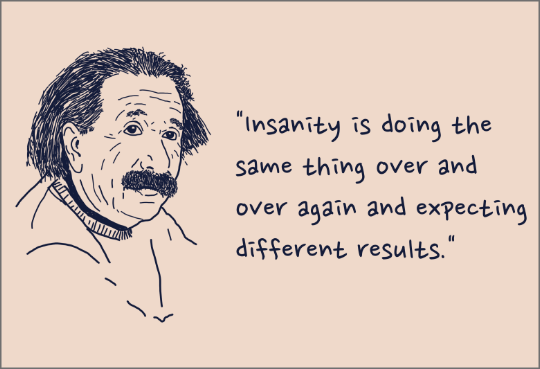 "Insanity is doing the
same thing over and
over again and expecting
different results."